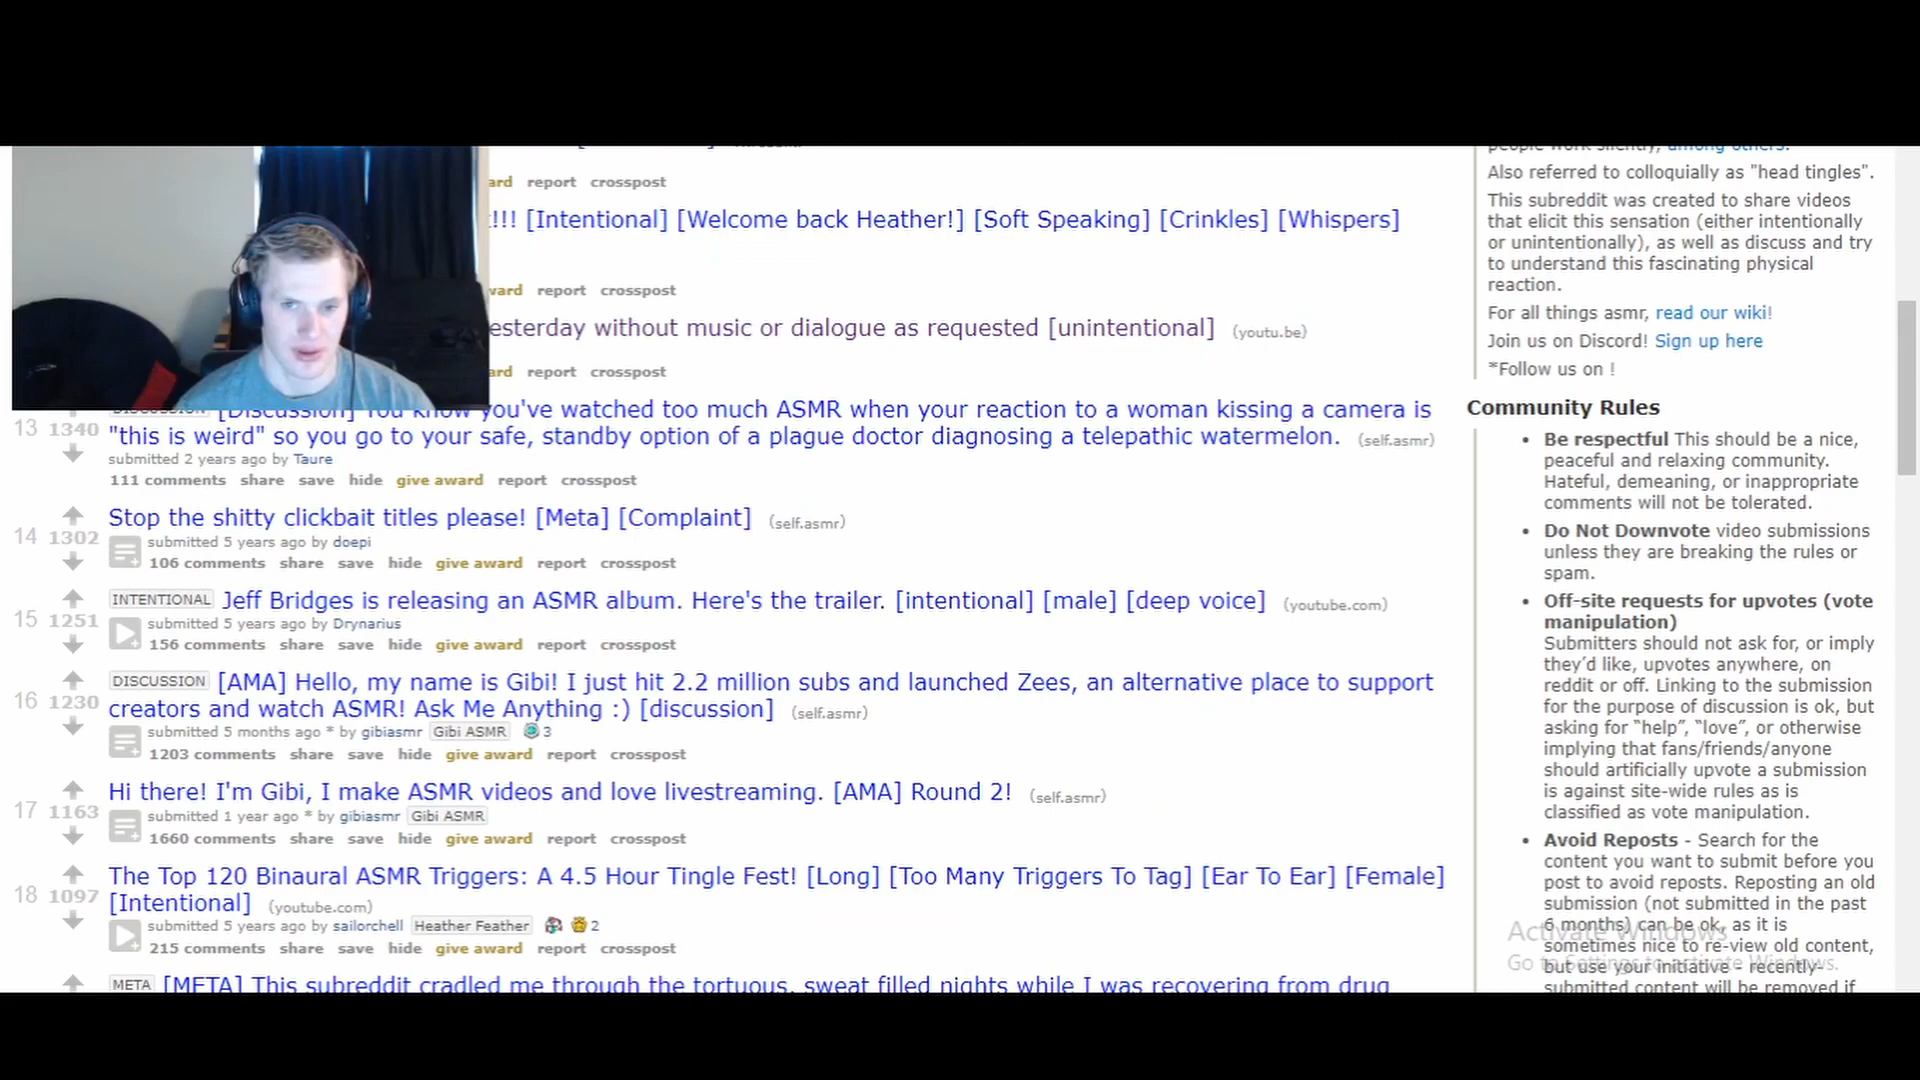 ard report crosspost
!!! [Intentional] [Welcome back Heather!] [Soft Speaking] [Crinkles] [Whispers]
ward report crosspost
esterday without music or dialogue as requested [unintentional] (youtu.be)
ard report crosspost
13 1340 DISCUSSION [Discussion] You know you've watched too much ASMR when your reaction to a woman kissing a camera is
"this is weird" so you go to your safe, standby option of a plague doctor diagnosing a telepathic watermelon. (self.asmr)
submitted 2 years ago by Taure
111 comments share save hide give award report crosspost
14 1302 Stop the shitty clickbait titles please! [Meta] [Complaint] (self.asmr)
submitted 5 years ago by doepi
106 comments share save hide give award report crosspost
15 1251 INTENTIONAL Jeff Bridges is releasing an ASMR album. Here's the trailer. [intentional] [male] [deep voice] (youtube.com)
submitted 5 years ago by Drynarius
156 comments share save hide give award report crosspost
16 1230 DISCUSSION [AMA] Hello, my name is Gibi! I just hit 2.2 million subs and launched Zees, an alternative place to support
creators and watch ASMR! Ask Me Anything :) [discussion] (self.asmr)
submitted 5 months ago * by gibiasmr Gibi ASMR 3
1203 comments share save hide give award report crosspost
17 1163 Hi there! I'm Gibi, I make ASMR videos and love livestreaming. [AMA] Round 2! (self.asmr)
submitted 1 year ago * by gibiasmr Gibi ASMR
1660 comments share save hide give award report crosspost
18 1097 The Top 120 Binaural ASMR Triggers: A 4.5 Hour Tingle Fest! [Long] [Too Many Triggers To Tag] [Ear To Ear] [Female]
[Intentional] (youtube.com)
submitted 5 years ago by sailorchell Heather Feather 2
215 comments share save hide give award report crosspost
META [META] This subreddit cradled me through the tortuous, sweat filled nights while I was recovering from drug
people work silently, among others.
Also referred to colloquially as "head tingles".
This subreddit was created to share videos
that elicit this sensation (either intentionally
or unintentionally), as well as discuss and try
to understand this fascinating physical
reaction.
For all things asmr, read our wiki!
Join us on Discord! Sign up here
*Follow us on !
Community Rules
Be respectful This should be a nice,
peaceful and relaxing community.
Hateful, demeaning, or inappropriate
comments will not be tolerated.
Do Not Downvote video submissions
unless they are breaking the rules or
spam.
Off-site requests for upvotes (vote
manipulation)
Submitters should not ask for, or imply
they'd like, upvotes anywhere, on
reddit or off. Linking to the submission
for the purpose of discussion is ok, but
asking for “help”, “love”, or otherwise
implying that fans/friends/anyone
should artificially upvote a submission
is against site-wide rules as is
classified as vote manipulation.
Avoid Reposts - Search for the
content you want to submit before you
post to avoid reposts. Reposting an old
submission (not submitted in the past
6 months) can be ok, as it is
sometimes nice to re-view old content,
but use your initiative - recently-
submitted content will be removed if
Activate Windows
Go to Settings to activate Windows.